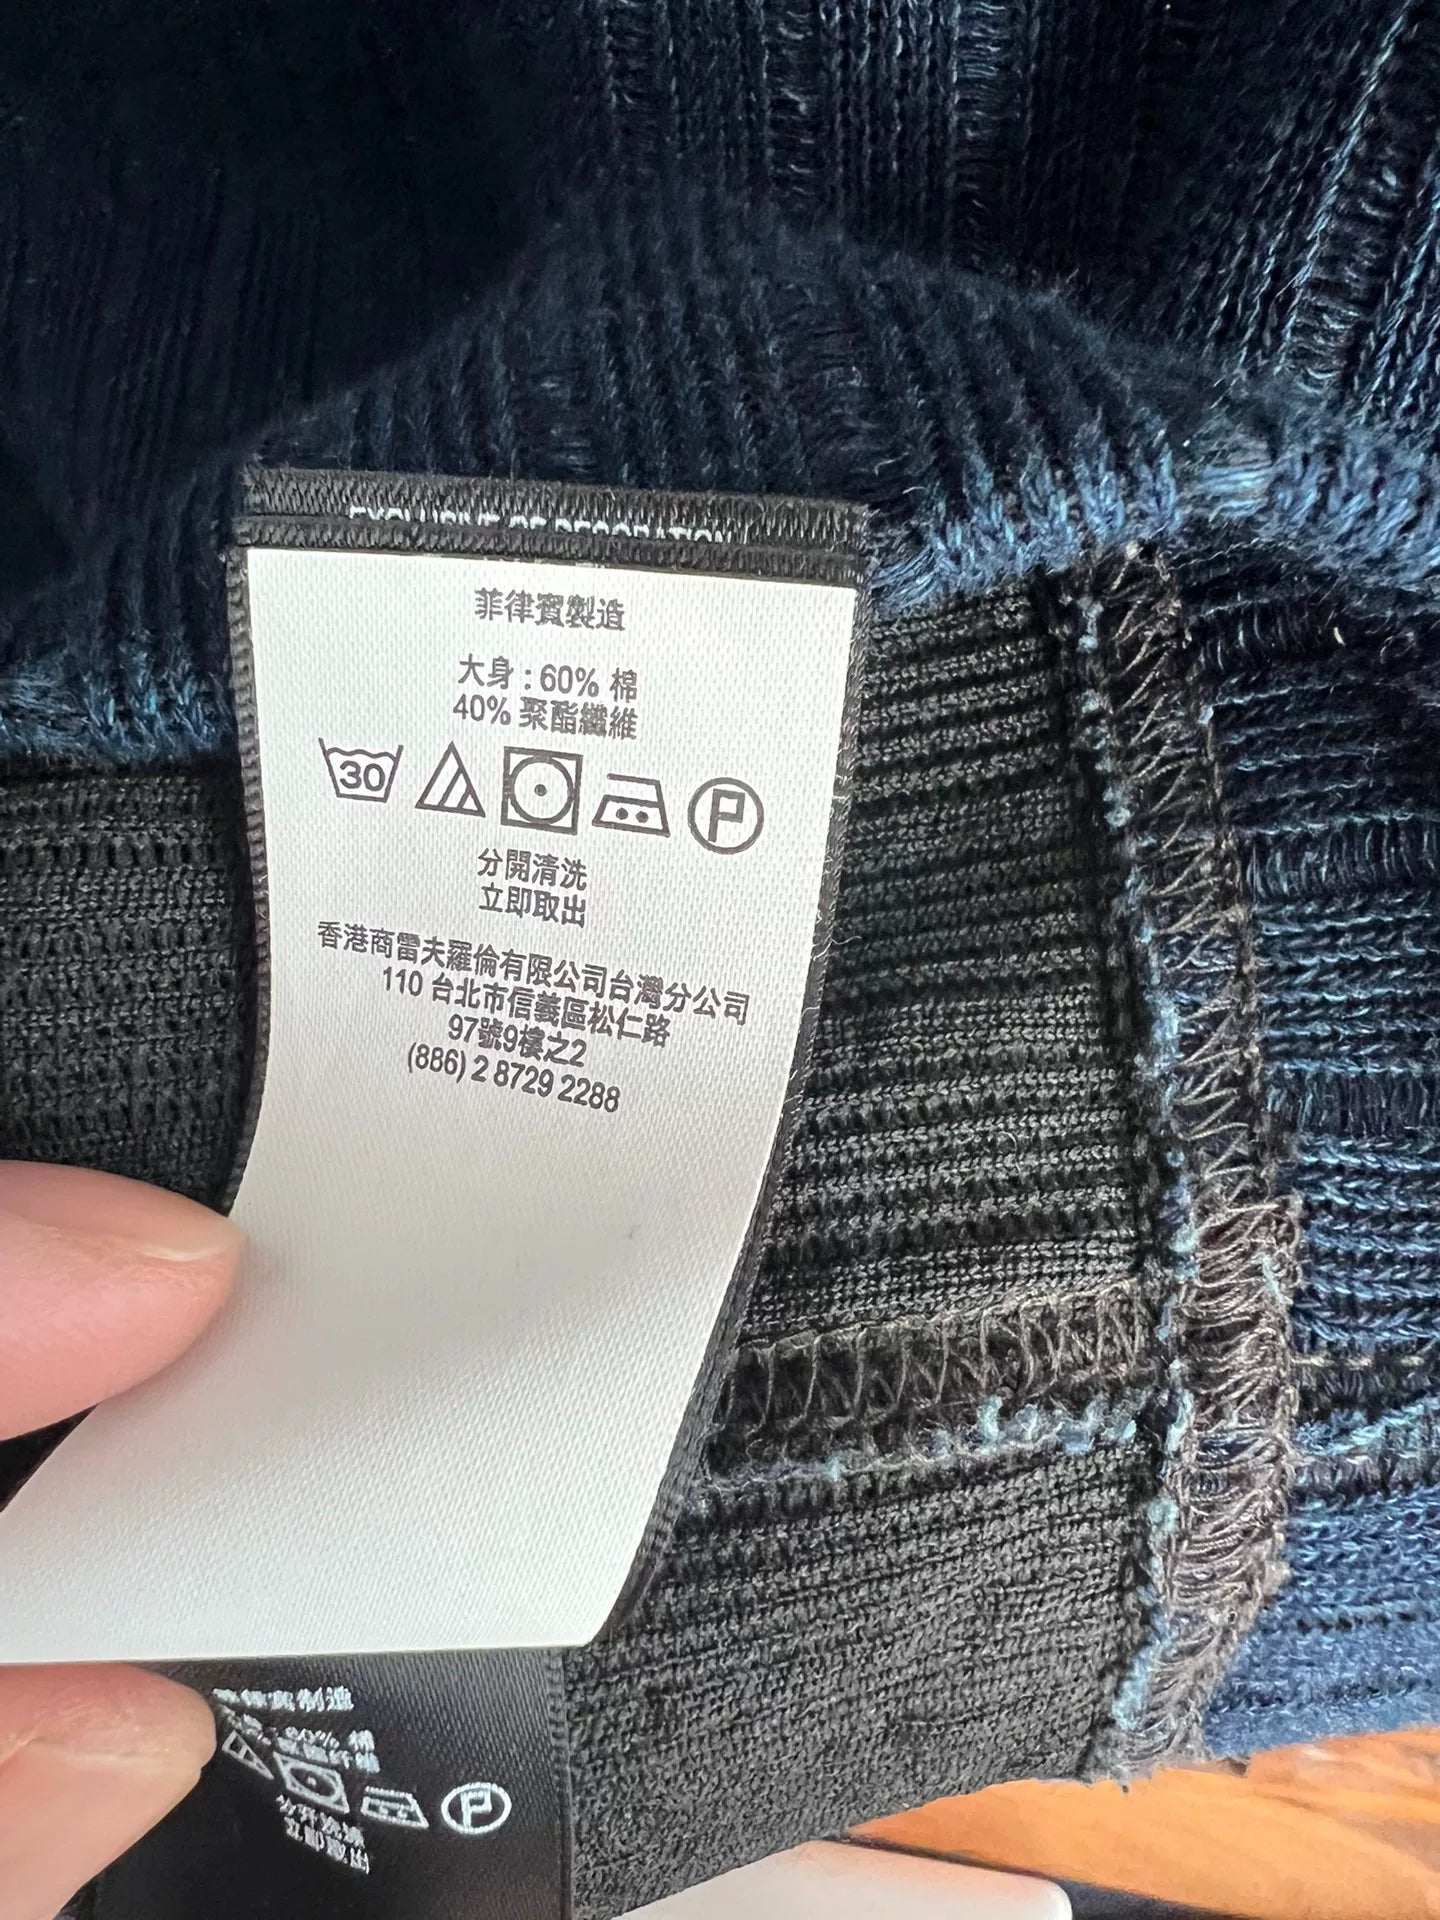 EXCLUSIVE OF DECORATION
菲律賓製造
大身 : 60% 棉
40% 聚酯纖維
30
P
分開清洗
立即取出
香港商雷夫羅倫有限公司台灣分公司
110 台北市信義區松仁路
97號9樓之2
(886) 2 8729 2288
P